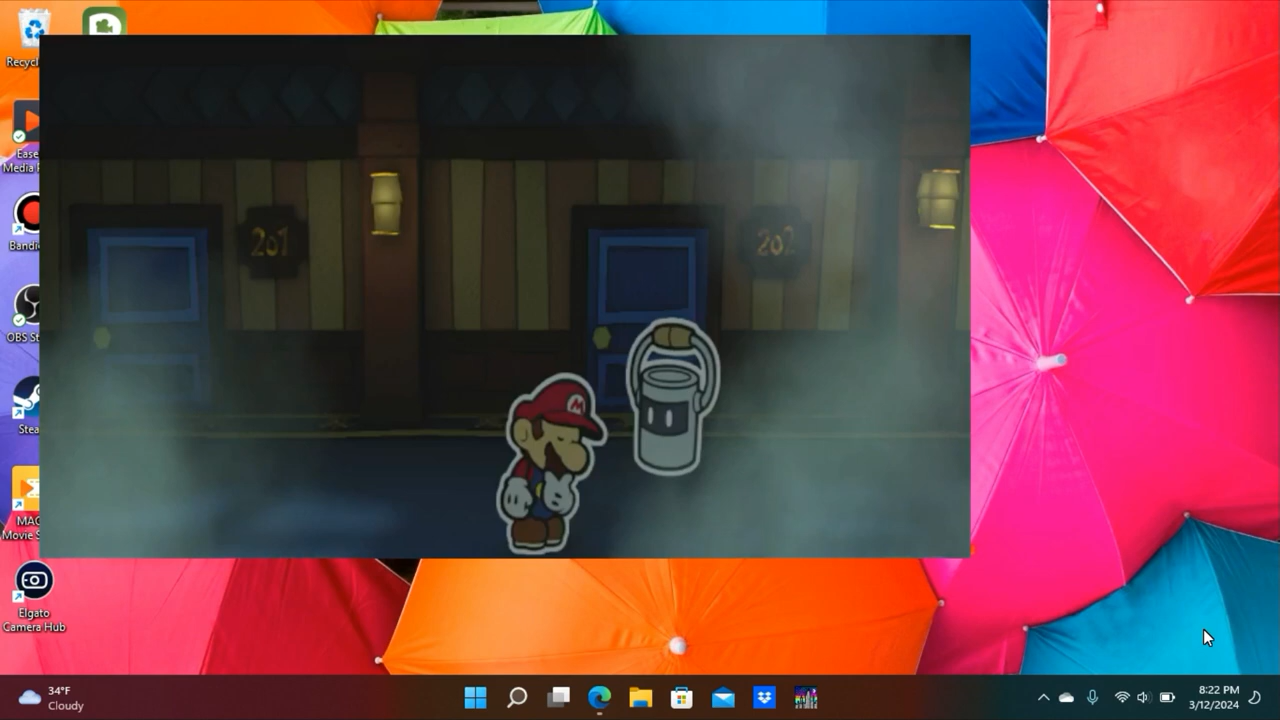 Recycl
Ease
Media P
Bandi
OBS St
Stea
MAG
Movie S
Elgato
Camera Hub
201
202
M
34°F
Cloudy
8:22 PM
3/12/2024